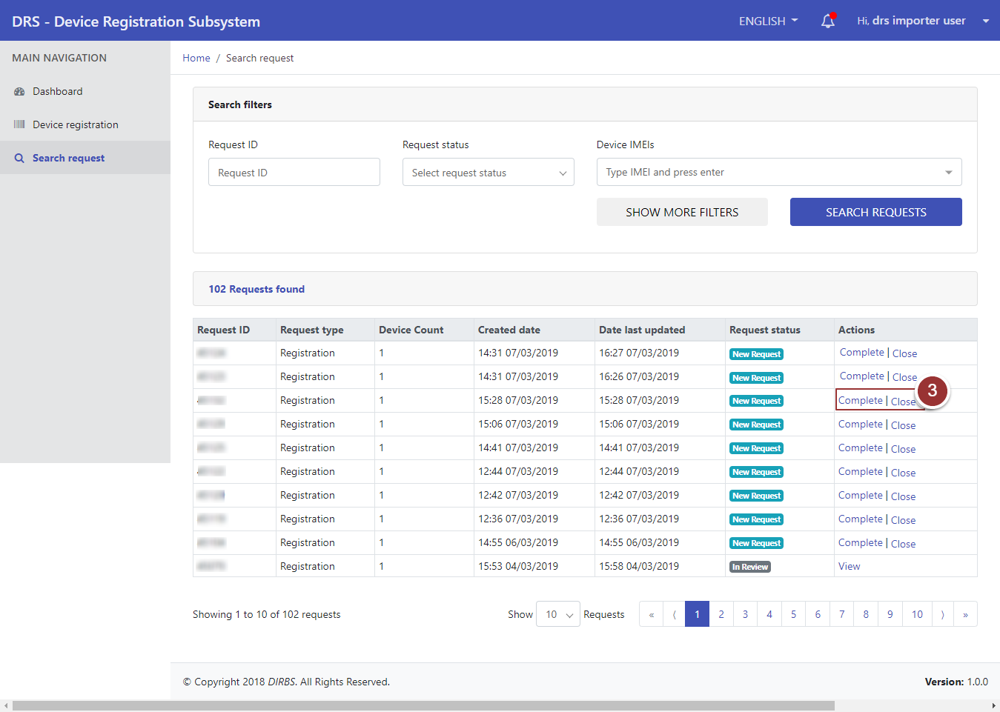 DRS - Device Registration Subsystem
ENGLISH
Hi, drs importer user
MAIN NAVIGATION
Dashboard
Device registration
Search request
Home / Search request
Search filters
Request ID Request status Device IMEIs
Request ID Select request status Type IMEI and press enter
SHOW MORE FILTERS SEARCH REQUESTS
102 Requests found
Request ID Request type Device Count Created date Date last updated Request status Actions
Registration 1 14:31 07/03/2019 16:27 07/03/2019 New Request Complete | Close
Registration 1 14:31 07/03/2019 16:26 07/03/2019 New Request Complete | Close
Registration 1 15:28 07/03/2019 15:28 07/03/2019 New Request Complete | Close 3
Registration 1 15:06 07/03/2019 15:06 07/03/2019 New Request Complete | Close
Registration 1 14:41 07/03/2019 14:41 07/03/2019 New Request Complete | Close
Registration 1 12:44 07/03/2019 12:44 07/03/2019 New Request Complete | Close
Registration 1 12:42 07/03/2019 12:42 07/03/2019 New Request Complete | Close
Registration 1 12:36 07/03/2019 12:36 07/03/2019 New Request Complete | Close
Registration 1 14:55 06/03/2019 14:55 06/03/2019 New Request Complete | Close
Registration 1 15:53 04/03/2019 15:58 04/03/2019 In Review View
Showing 1 to 10 of 102 requests Show 10 Requests « ⟨ 1 2 3 4 5 6 7 8 9 10 ⟩ »
© Copyright 2018 DIRBS. All Rights Reserved. Version: 1.0.0